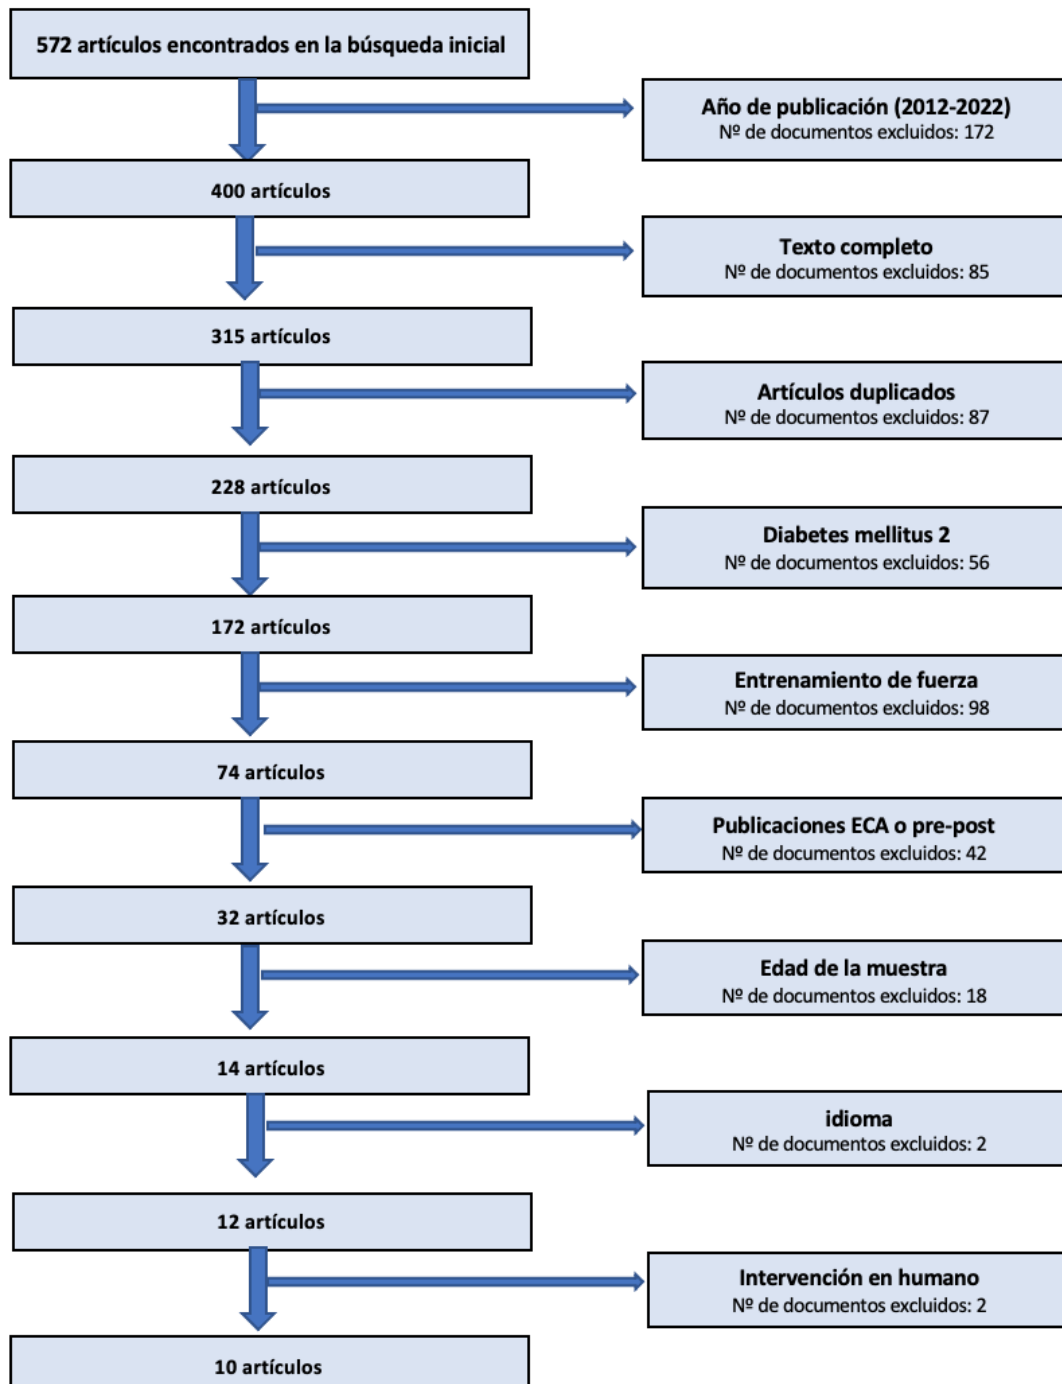 572 artículos encontrados en la búsqueda inicial
Año de publicación (2012-2022)
Nº de documentos excluidos: 172
400 artículos
Texto completo
Nº de documentos excluidos: 85
315 artículos
Artículos duplicados
Nº de documentos excluidos: 87
228 artículos
Diabetes mellitus 2
Nº de documentos excluidos: 56
172 artículos
Entrenamiento de fuerza
Nº de documentos excluidos: 98
74 artículos
Publicaciones ECA o pre-post
Nº de documentos excluidos: 42
32 artículos
Edad de la muestra
Nº de documentos excluidos: 18
14 artículos
idioma
Nº de documentos excluidos: 2
12 artículos
Intervención en humano
Nº de documentos excluidos: 2
10 artículos